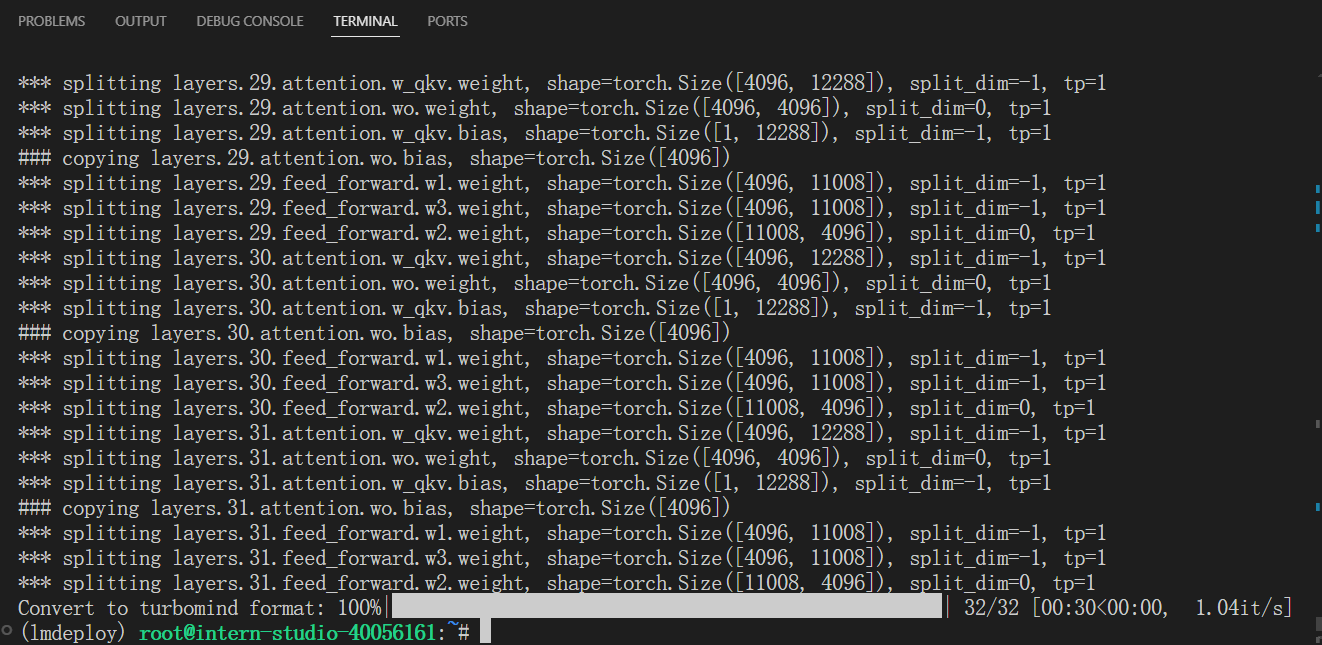 PROBLEMS OUTPUT DEBUG CONSOLE TERMINAL PORTS
*** splitting layers.29.attention.w_qkv.weight, shape=torch.Size([4096, 12288]), split_dim=-1, tp=1
*** splitting layers.29.attention.wo.weight, shape=torch.Size([4096, 4096]), split_dim=0, tp=1
*** splitting layers.29.attention.w_qkv.bias, shape=torch.Size([1, 12288]), split_dim=-1, tp=1
### copying layers.29.attention.wo.bias, shape=torch.Size([4096])
*** splitting layers.29.feed_forward.w1.weight, shape=torch.Size([4096, 11008]), split_dim=-1, tp=1
*** splitting layers.29.feed_forward.w3.weight, shape=torch.Size([4096, 11008]), split_dim=-1, tp=1
*** splitting layers.29.feed_forward.w2.weight, shape=torch.Size([11008, 4096]), split_dim=0, tp=1
*** splitting layers.30.attention.w_qkv.weight, shape=torch.Size([4096, 12288]), split_dim=-1, tp=1
*** splitting layers.30.attention.wo.weight, shape=torch.Size([4096, 4096]), split_dim=0, tp=1
*** splitting layers.30.attention.w_qkv.bias, shape=torch.Size([1, 12288]), split_dim=-1, tp=1
### copying layers.30.attention.wo.bias, shape=torch.Size([4096])
*** splitting layers.30.feed_forward.w1.weight, shape=torch.Size([4096, 11008]), split_dim=-1, tp=1
*** splitting layers.30.feed_forward.w3.weight, shape=torch.Size([4096, 11008]), split_dim=-1, tp=1
*** splitting layers.30.feed_forward.w2.weight, shape=torch.Size([11008, 4096]), split_dim=0, tp=1
*** splitting layers.31.attention.w_qkv.weight, shape=torch.Size([4096, 12288]), split_dim=-1, tp=1
*** splitting layers.31.attention.wo.weight, shape=torch.Size([4096, 4096]), split_dim=0, tp=1
*** splitting layers.31.attention.w_qkv.bias, shape=torch.Size([1, 12288]), split_dim=-1, tp=1
### copying layers.31.attention.wo.bias, shape=torch.Size([4096])
*** splitting layers.31.feed_forward.w1.weight, shape=torch.Size([4096, 11008]), split_dim=-1, tp=1
*** splitting layers.31.feed_forward.w3.weight, shape=torch.Size([4096, 11008]), split_dim=-1, tp=1
*** splitting layers.31.feed_forward.w2.weight, shape=torch.Size([11008, 4096]), split_dim=0, tp=1
Convert to turbomind format: 100%| | 32/32 [00:30<00:00, 1.04it/s]
(lmdeploy) root@intern-studio-40056161:~#